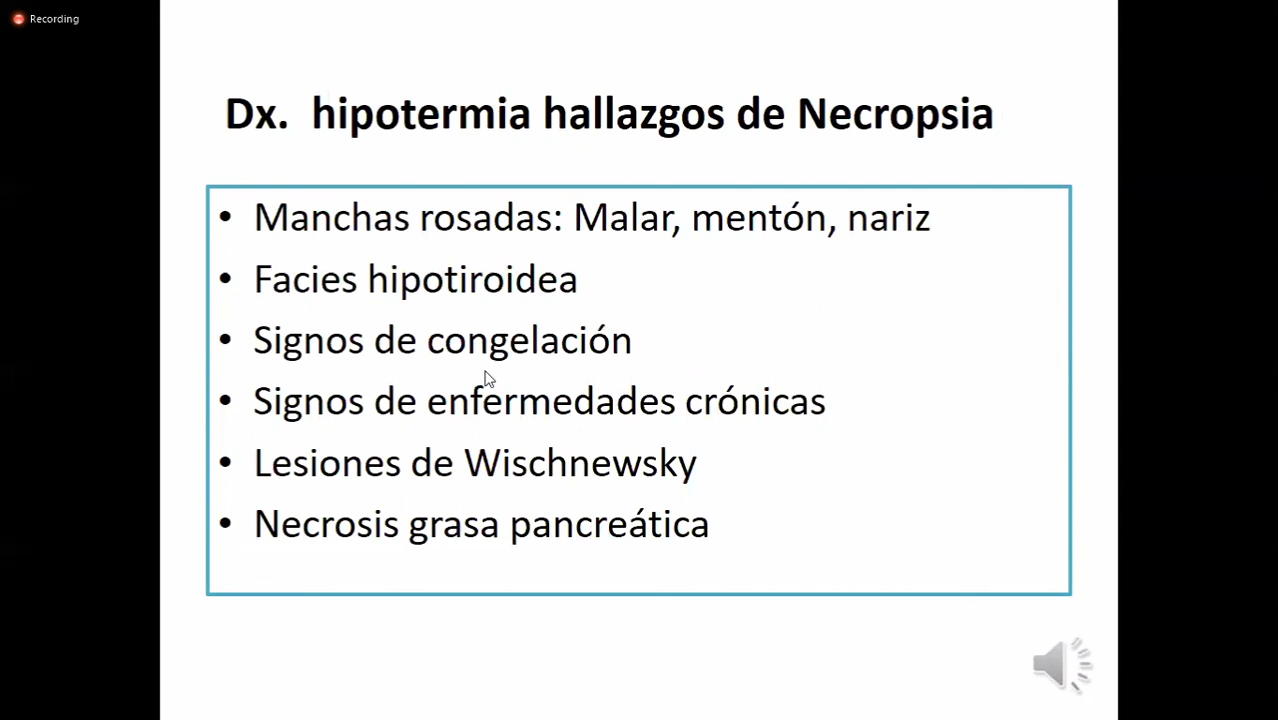 Recording
Dx. hipotermia hallazgos de Necropsia
• Manchas rosadas: Malar, mentón, nariz
• Facies hipotiroidea
• Signos de congelación
• Signos de enfermedades crónicas
• Lesiones de Wischnewsky
• Necrosis grasa pancreática